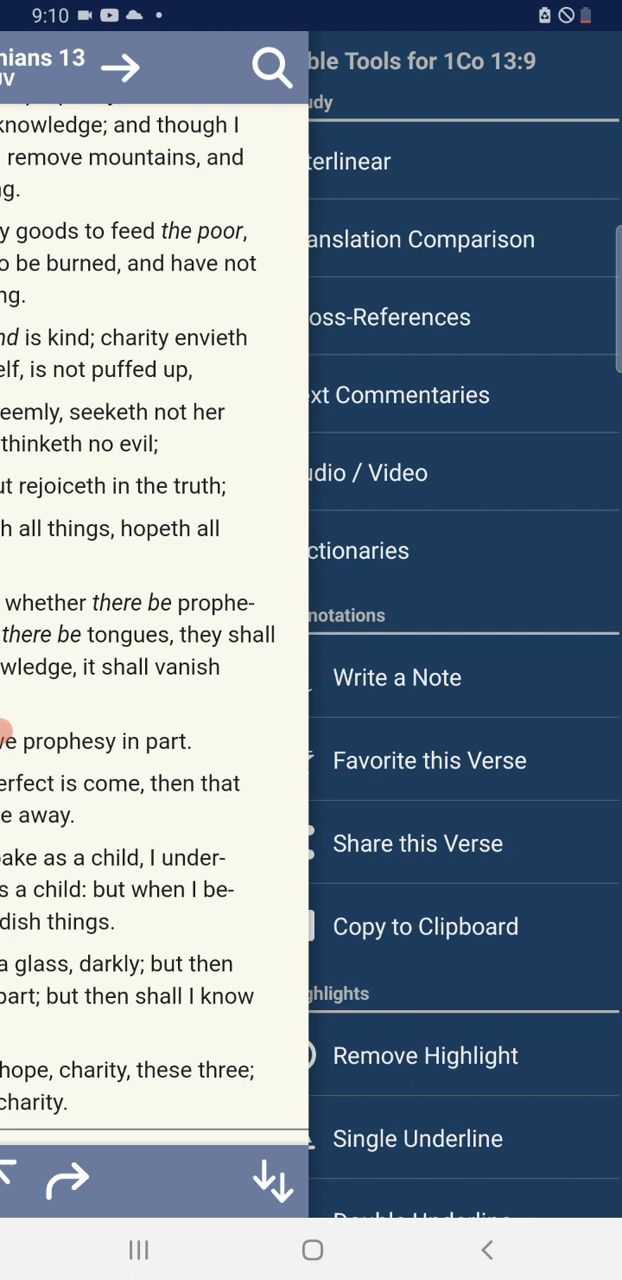 9:10
nians 13
JV
knowledge; and though I
remove mountains, and
ng.
y goods to feed the poor,
o be burned, and have not
ng.
nd is kind; charity envieth
elf, is not puffed up,
eemly, seeketh not her
thinketh no evil;
ut rejoiceth in the truth;
h all things, hopeth all
whether there be prophe-
there be tongues, they shall
wledge, it shall vanish
ve prophesy in part.
erfect is come, then that
e away.
pake as a child, I under-
s a child: but when I be-
dish things.
a glass, darkly; but then
part; but then shall I know
hope, charity, these three;
charity.
ble Tools for 1Co 13:9
udy
terlinear
anslation Comparison
oss-References
ext Commentaries
udio / Video
ctionaries
notations
Write a Note
Favorite this Verse
Share this Verse
Copy to Clipboard
ghlights
Remove Highlight
Single Underline
Double Underline